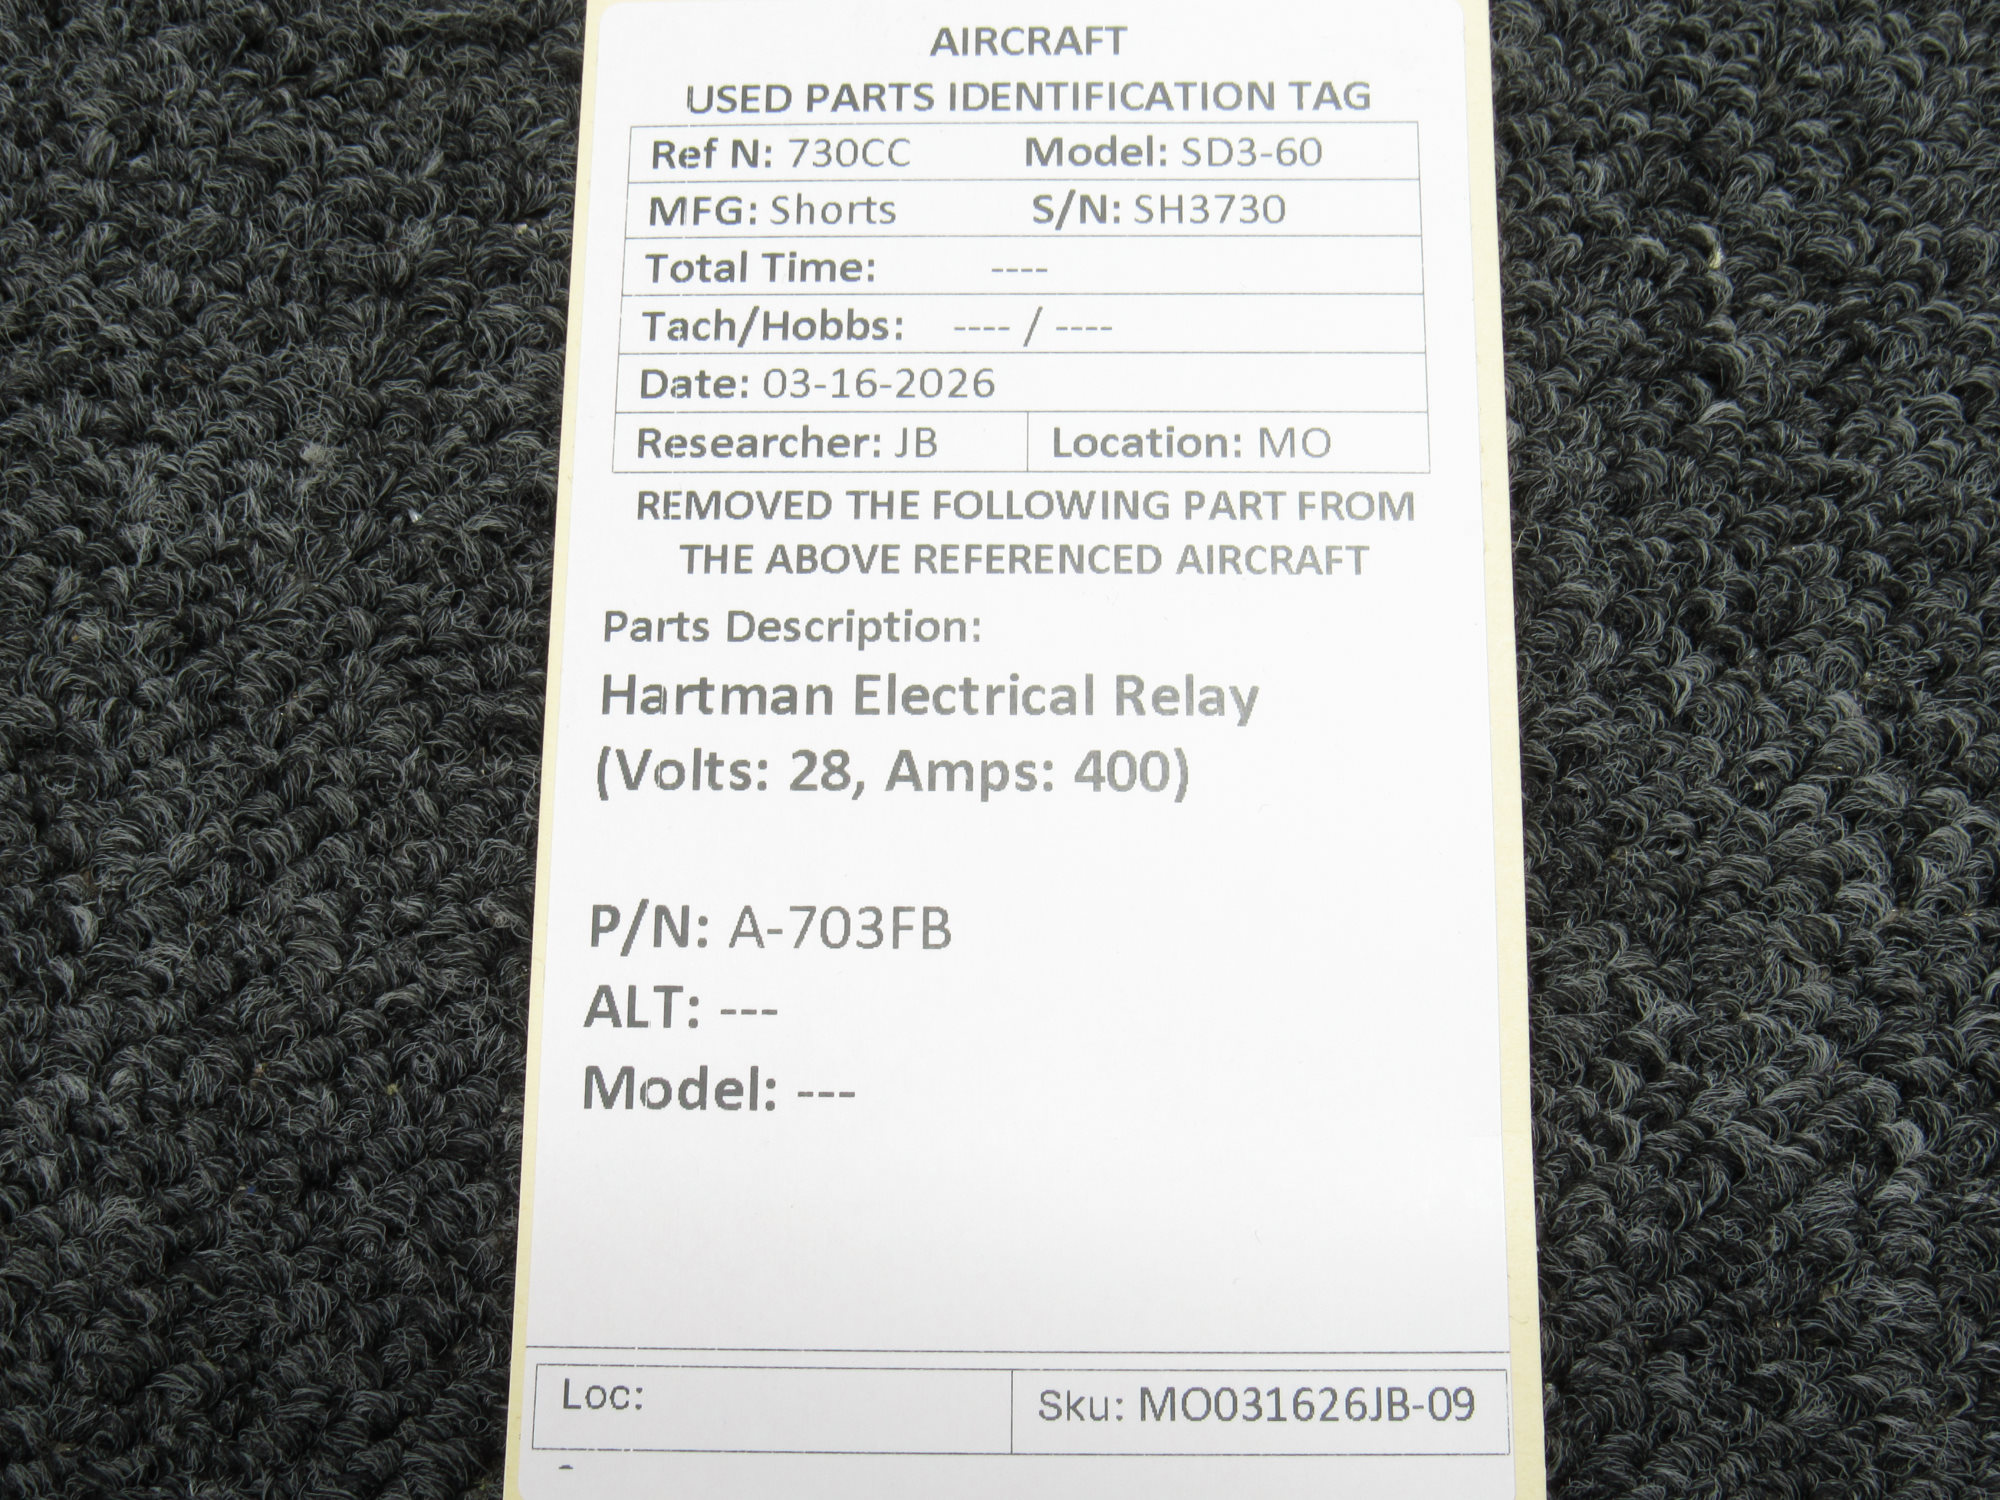 AIRCRAFT
USED PARTS IDENTIFICATION TAG
Ref N: 730CC Model: SD3-60
MFG: Shorts S/N: SH3730
Total Time: ----
Tach/Hobbs: ---- / ----
Date: 03-16-2026
Researcher: JB Location: MO
REMOVED THE FOLLOWING PART FROM
THE ABOVE REFERENCED AIRCRAFT
Parts Description:
Hartman Electrical Relay
(Volts: 28, Amps: 400)
P/N: A-703FB
ALT: ---
Model: ---
Loc: Sku: MO031626JB-09